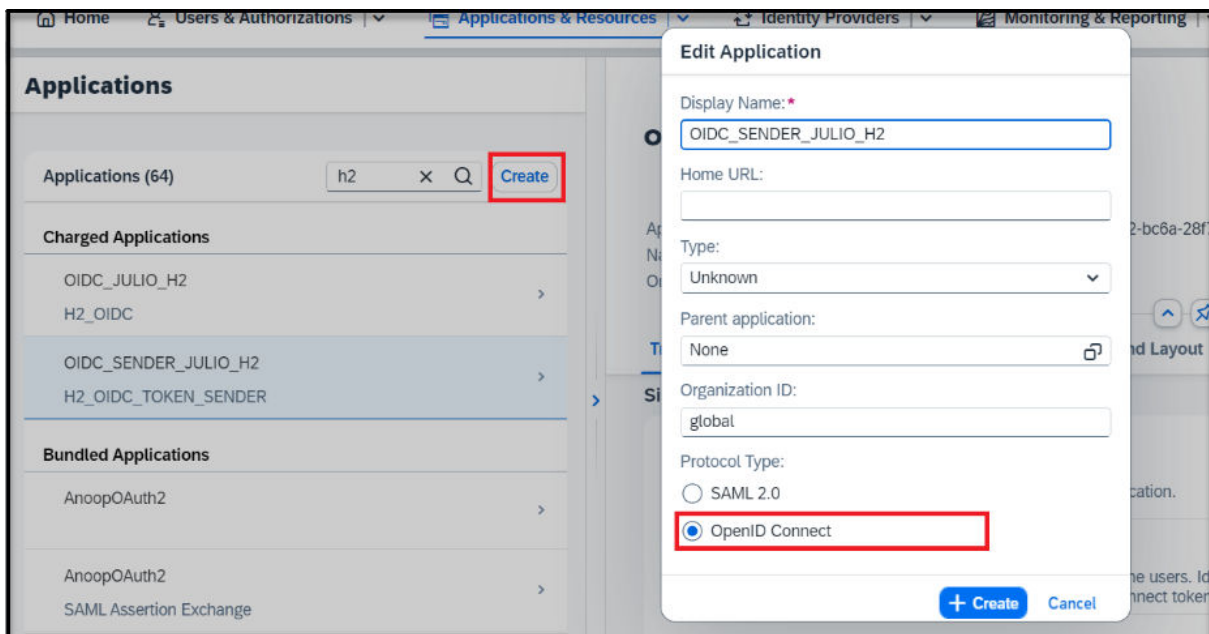 Home Users & Authorizations Applications & Resources Identity Providers Monitoring & Reporting
Applications
Applications (64) h2 Create
Charged Applications
OIDC_JULIO_H2
H2_OIDC
OIDC_SENDER_JULIO_H2
H2_OIDC_TOKEN_SENDER
Bundled Applications
AnoopOAuth2
AnoopOAuth2
SAML Assertion Exchange
Edit Application
Display Name:*
OIDC_SENDER_JULIO_H2
Home URL:
Type:
Unknown
Parent application:
None
Organization ID:
global
Protocol Type:
SAML 2.0
OpenID Connect
+ Create Cancel
2-bc6a-28f
nd Layout
cation.
he users. Id
nnect token